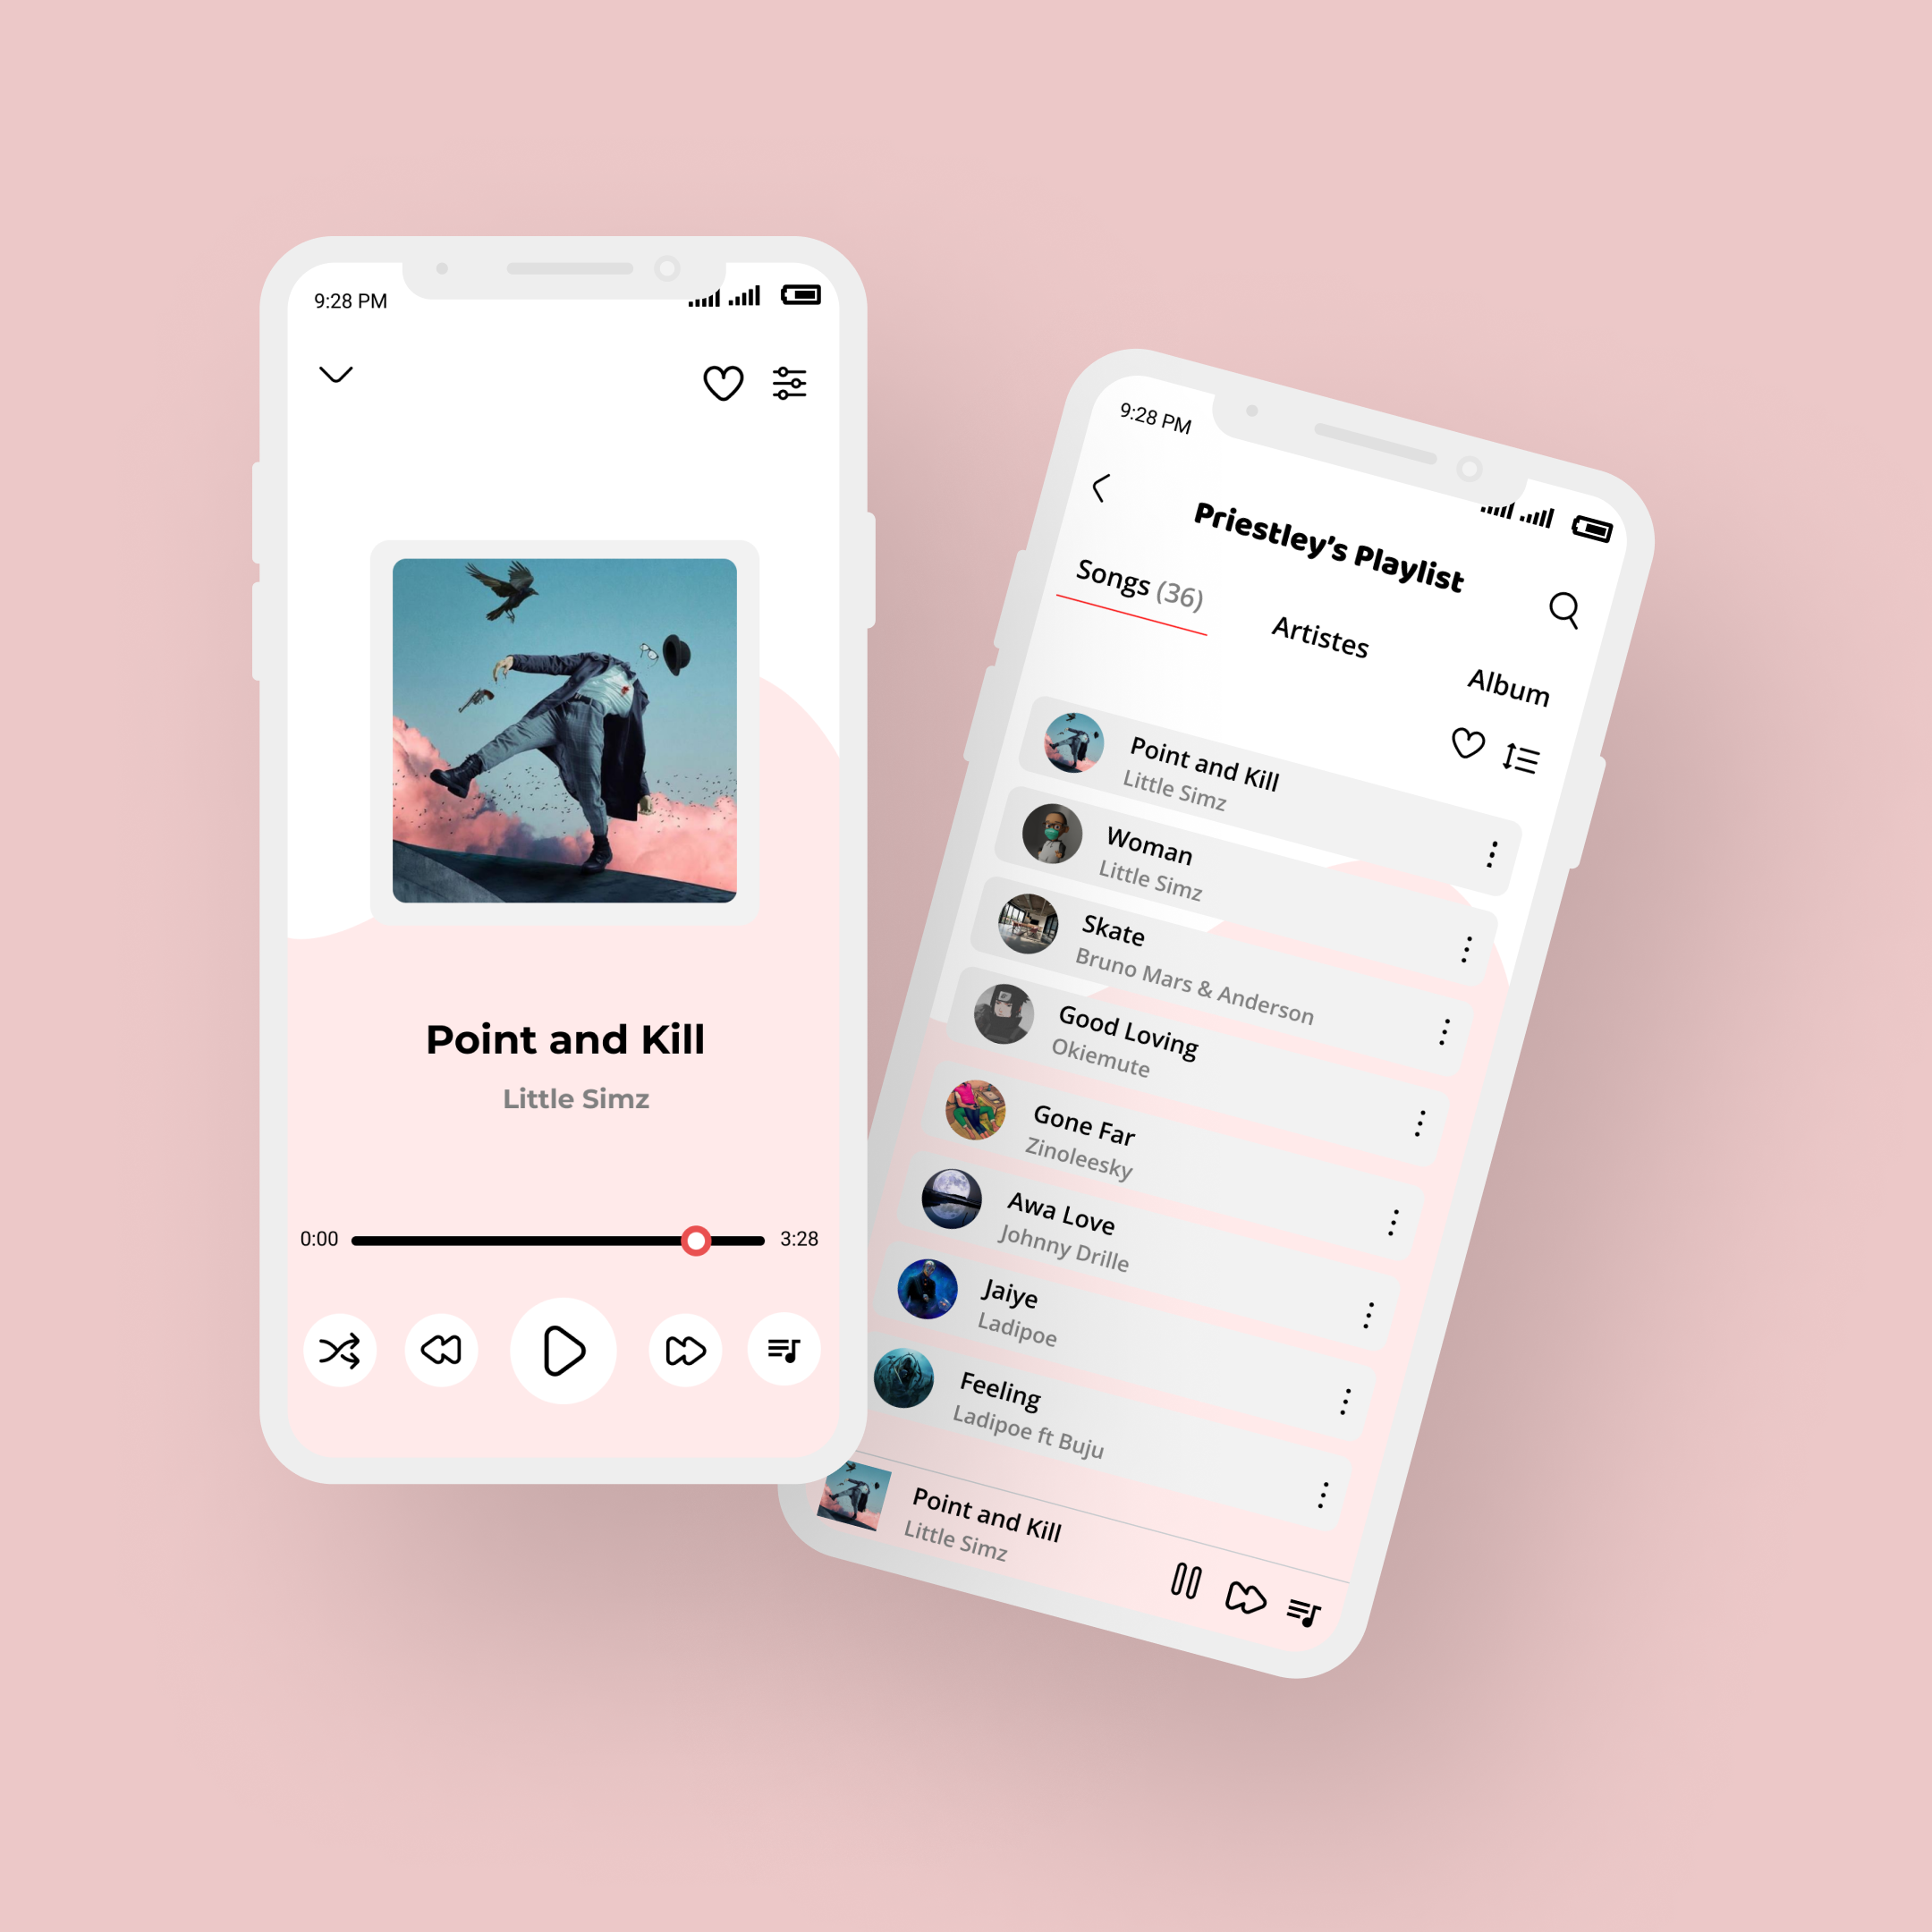 9:28 PM
Point and Kill
Little Simz
0:00
3:28
9:28 PM
Priestley’s Playlist
Songs (36)
Artistes
Album
Point and Kill
Little Simz
Woman
Little Simz
Skate
Bruno Mars & Anderson
Good Loving
Okiemute
Gone Far
Zinoleesky
Awa Love
Johnny Drille
Jaiye
Ladipoe
Feeling
Ladipoe ft Buju
Point and Kill
Little Simz